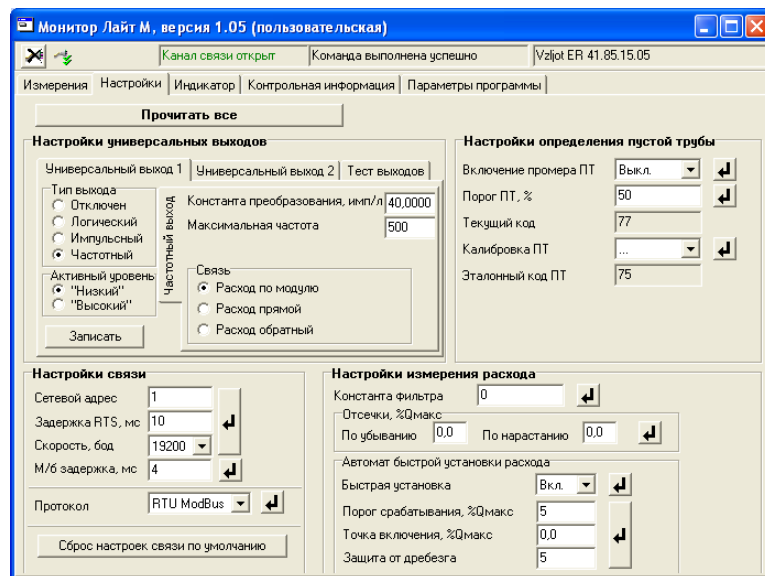 Монитор Лайт М, версия 1.05 (пользовательская)
Канал связи открыт Команда выполнена успешно Vzljot ER 41.85.15.05
Измерения Настройки Индикатор Контрольная информация Параметры программы
Прочитать все
Настройки универсальных выходов
Универсальный выход 1 Универсальный выход 2 Тест выходов
Тип выхода
Отключен
Логический
Импульсный
Частотный
Активный уровень
"Низкий"
"Высокий"
Записать
Частотный выход
Константа преобразования, имп/л 40,0000
Максимальная частота 500
Связь
Расход по модулю
Расход прямой
Расход обратный
Настройки определения пустой трубы
Включение промера ПТ Выкл.
Порог ПТ, % 50
Текущий код 77
Калибровка ПТ ...
Эталонный код ПТ 75
Настройки связи
Сетевой адрес 1
Задержка RTS, мс 10
Скорость, бод 19200
М/б задержка, мс 4
Протокол RTU ModBus
Сброс настроек связи по умолчанию
Настройки измерения расхода
Константа фильтра 0
Отсечки, %Qмакс
По убыванию 0,0 По нарастанию 0,0
Автомат быстрой установки расхода
Быстрая установка Вкл.
Порог срабатывания, %Qмакс 5
Точка включения, %Qмакс 0,0
Защита от дребезга 5